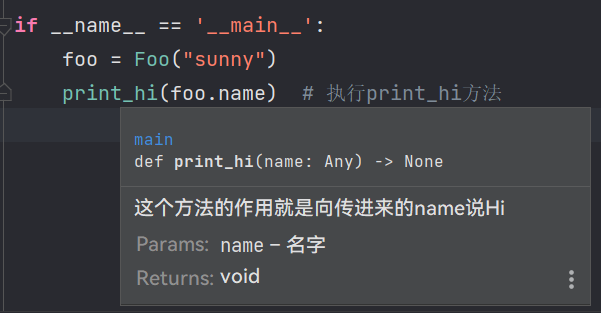 if __name__ == '__main__':
foo = Foo("sunny")
print_hi(foo.name)  # 执行print_hi方法
main
def print_hi(name: Any) -> None
这个方法的作用就是向传进来的name说Hi
Params: name – 名字
Returns: void